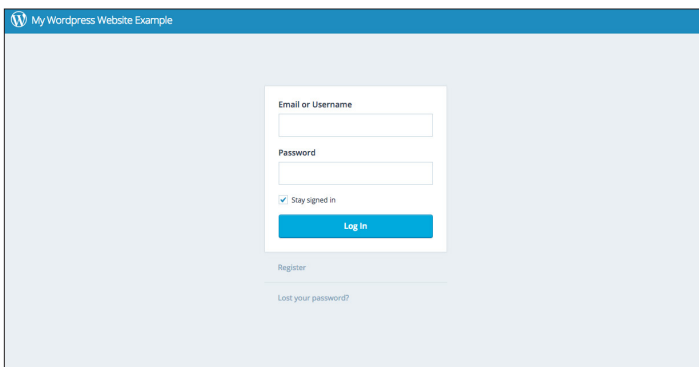 My Wordpress Website Example
Email or Username
Password
Stay signed in
Log In
Register
Lost your password?